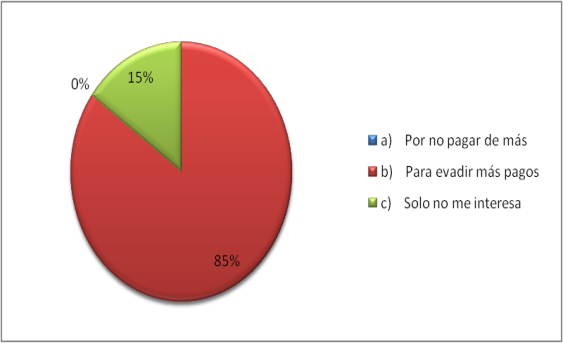 0%
15%
85%
a) Por no pagar de más
b) Para evadir más pagos
c) Solo no me interesa